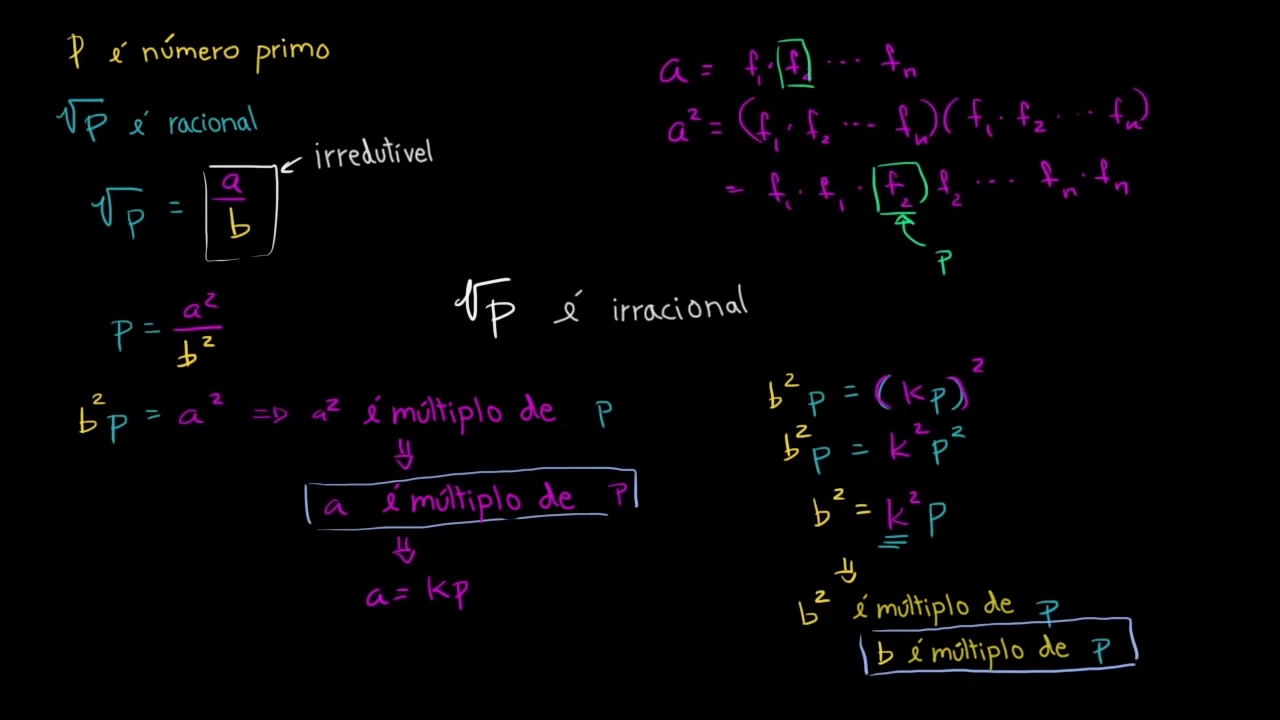 p é número primo
√p é racional
√p = a/b
irredutível
p = a²/b²
b²p = a² => a² é múltiplo de p
⇓
a é múltiplo de p
⇓
a = kp
a = f₁ · f₂ ... fₙ
a² = (f₁ · f₂ ... fₙ)(f₁ · f₂ · ... fₙ)
= f₁ · f₁ · f₂ f₂ ... fₙ · fₙ
p
√p é irracional
b²p = (kp)²
b²p = k²p²
b² = k²p
⇓
b² é múltiplo de p
b é múltiplo de p